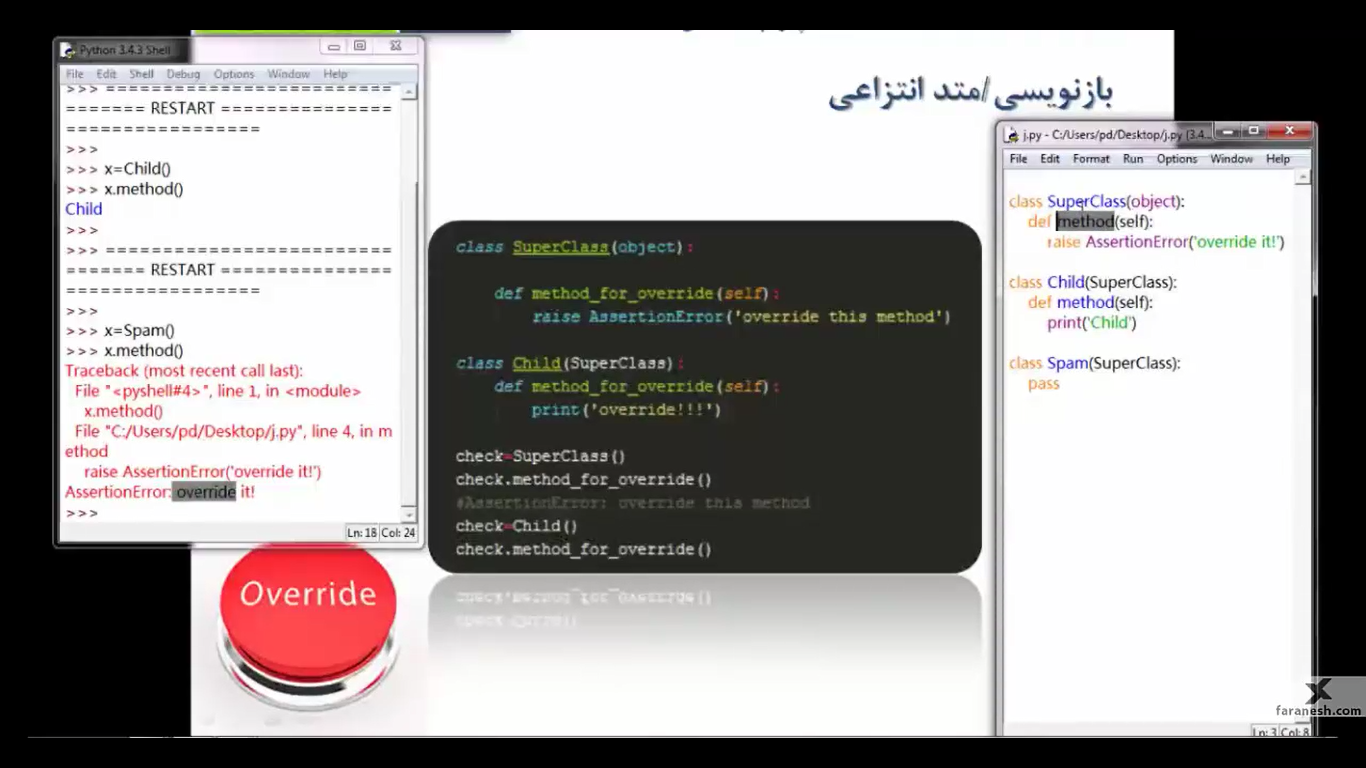 بازنویسی/متد انتزاعی
Python 3.4.3 Shell
File Edit Shell Debug Options Window Help
>>> ===========================
======= RESTART ================
=================
>>>
>>> x=Child()
>>> x.method()
Child
>>>
>>> ===========================
======= RESTART ================
=================
>>>
>>> x=Spam()
>>> x.method()
Traceback (most recent call last):
File "<pyshell#4>", line 1, in <module>
x.method()
File "C:/Users/pd/Desktop/j.py", line 4, in m
ethod
raise AssertionError('override it!')
AssertionError: override it!
>>>
Ln: 18 Col: 24
class SuperClass(object):
def method_for_override(self):
raise AssertionError('override this method')
class Child(SuperClass):
def method_for_override(self):
print('override!!!')
check=SuperClass()
check.method_for_override()
#AssertionError: override this method
check=Child()
check.method_for_override()
Override
j.py - C:/Users/pd/Desktop/j.py (3.4...
File Edit Format Run Options Window Help
class SuperClass(object):
def method(self):
raise AssertionError('override it!')
class Child(SuperClass):
def method(self):
print('Child')
class Spam(SuperClass):
pass
Ln: 3 Col: 8
faranesh.com